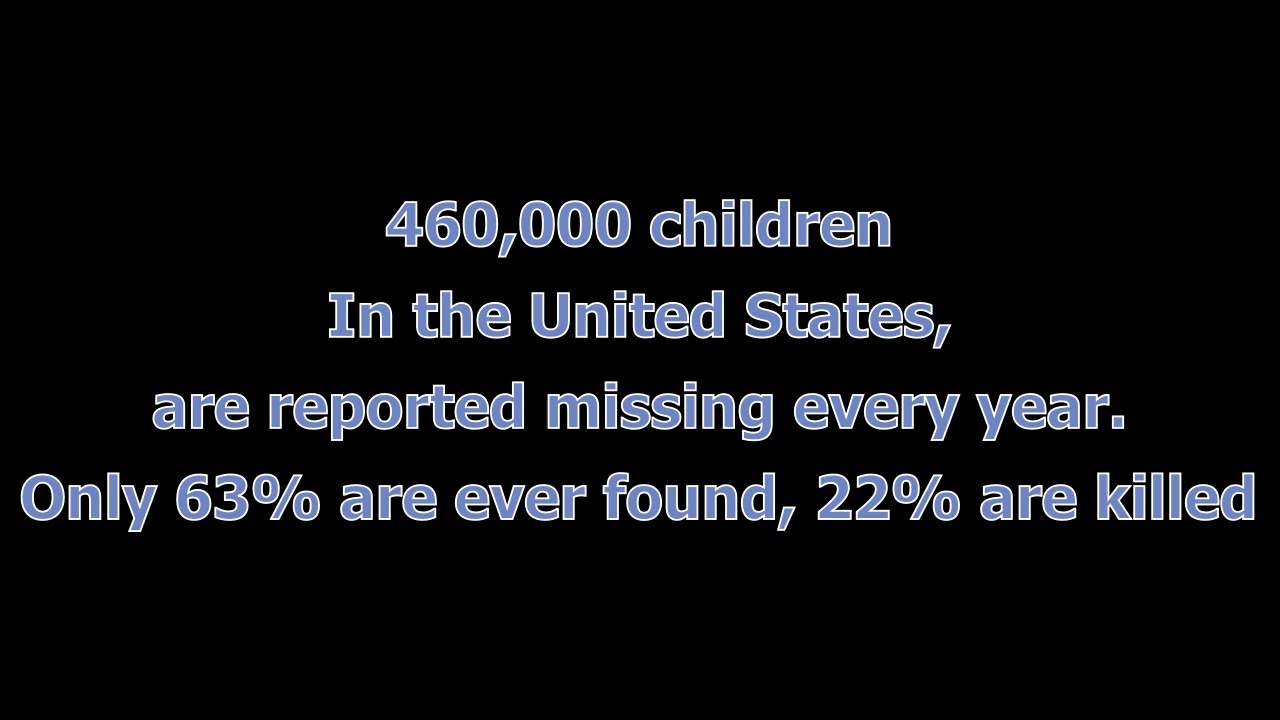 460,000 children
In the United States,
are reported missing every year.
Only 63% are ever found, 22% are killed